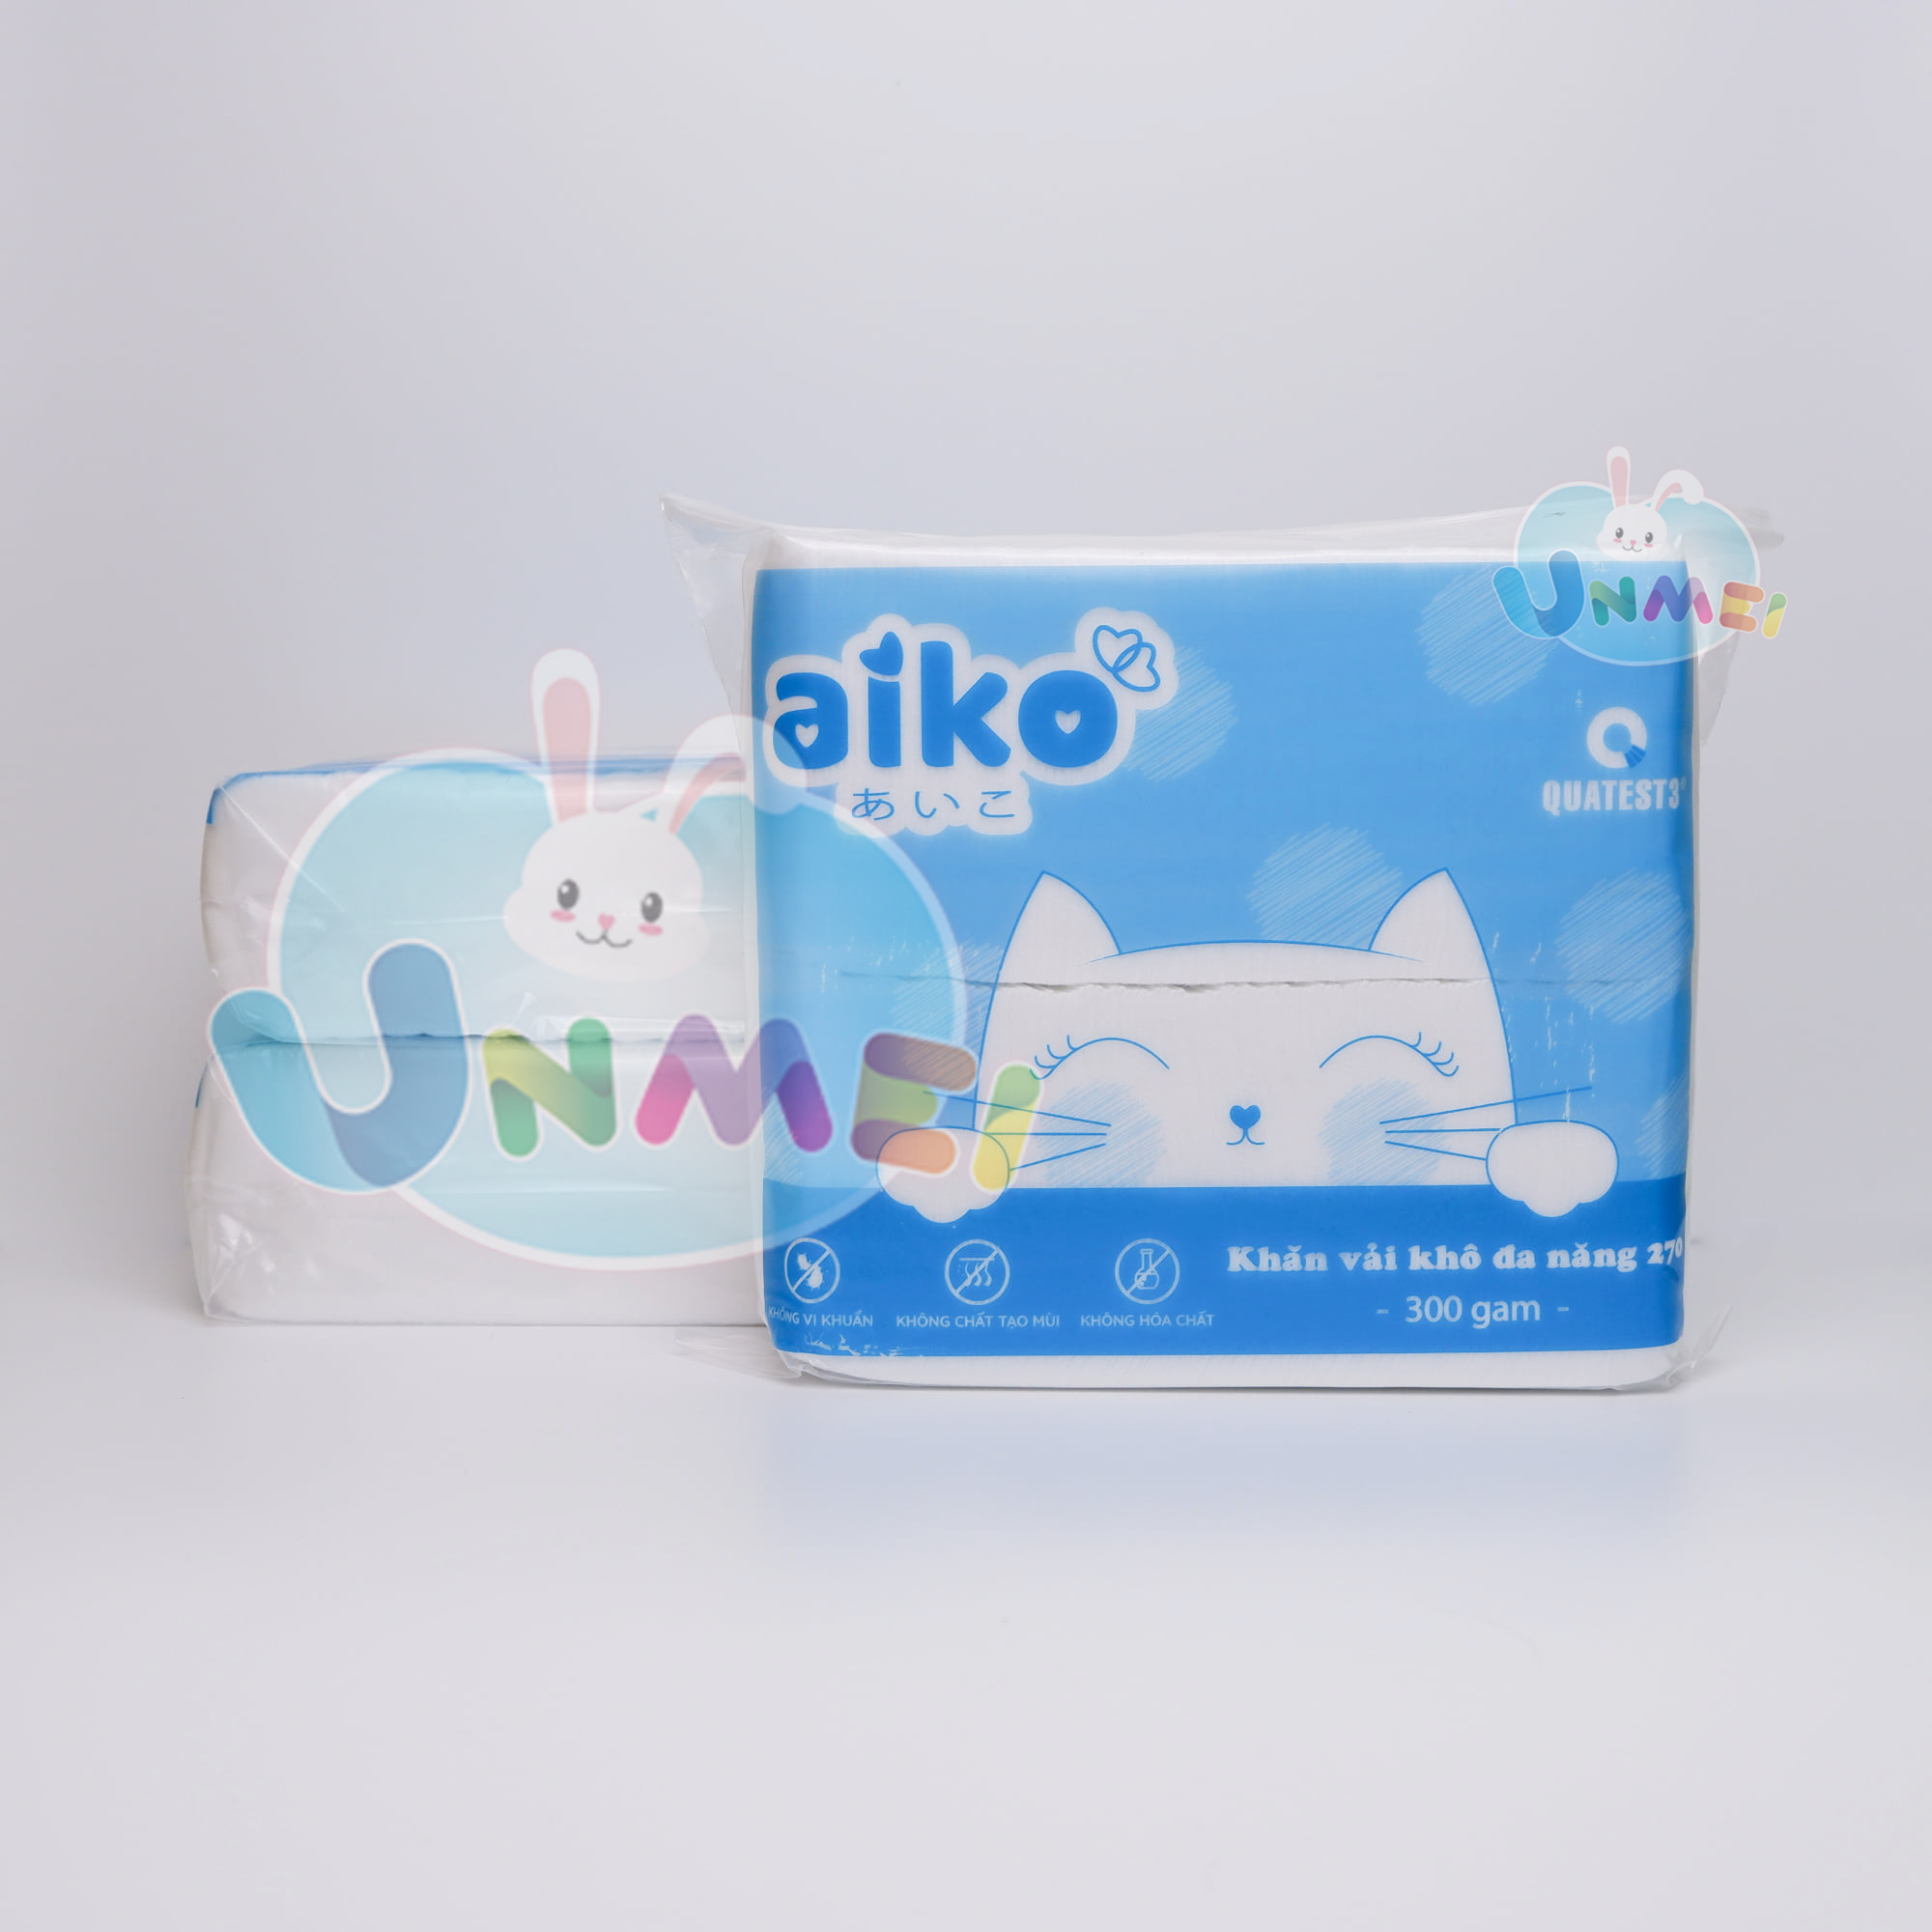 UNMEI
aiko
あいこ
QUATEST3®
UNMEI
KHÔNG VI KHUẨN
KHÔNG CHẤT TẠO MÙI
KHÔNG HÓA CHẤT
Khăn vải khô đa năng 270
- 300 gam -